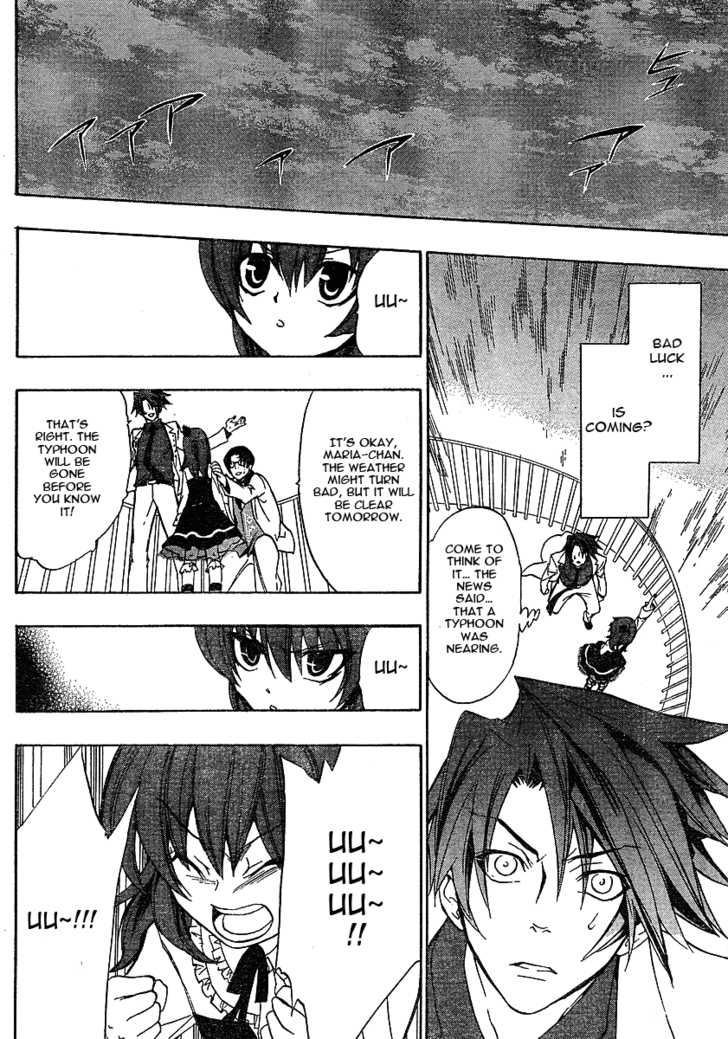 ア
ア
ア
ア
ア
ア
ヒ
BAD
LUCK
...
IS
COMING?
COME TO
THINK OF
IT... THE
NEWS
SAID...
THAT A
TYPHOON
WAS
NEARING.
UU~
IT'S OKAY,
MARIA-CHAN.
THE WEATHER
MIGHT TURN
BAD, BUT IT WILL
BE CLEAR
TOMORROW.
THAT'S
RIGHT. THE
TYPHOON
WILL BE
GONE
BEFORE
YOU KNOW
IT!
UU~
UU~
UU~
UU~
!!
UU~!!!